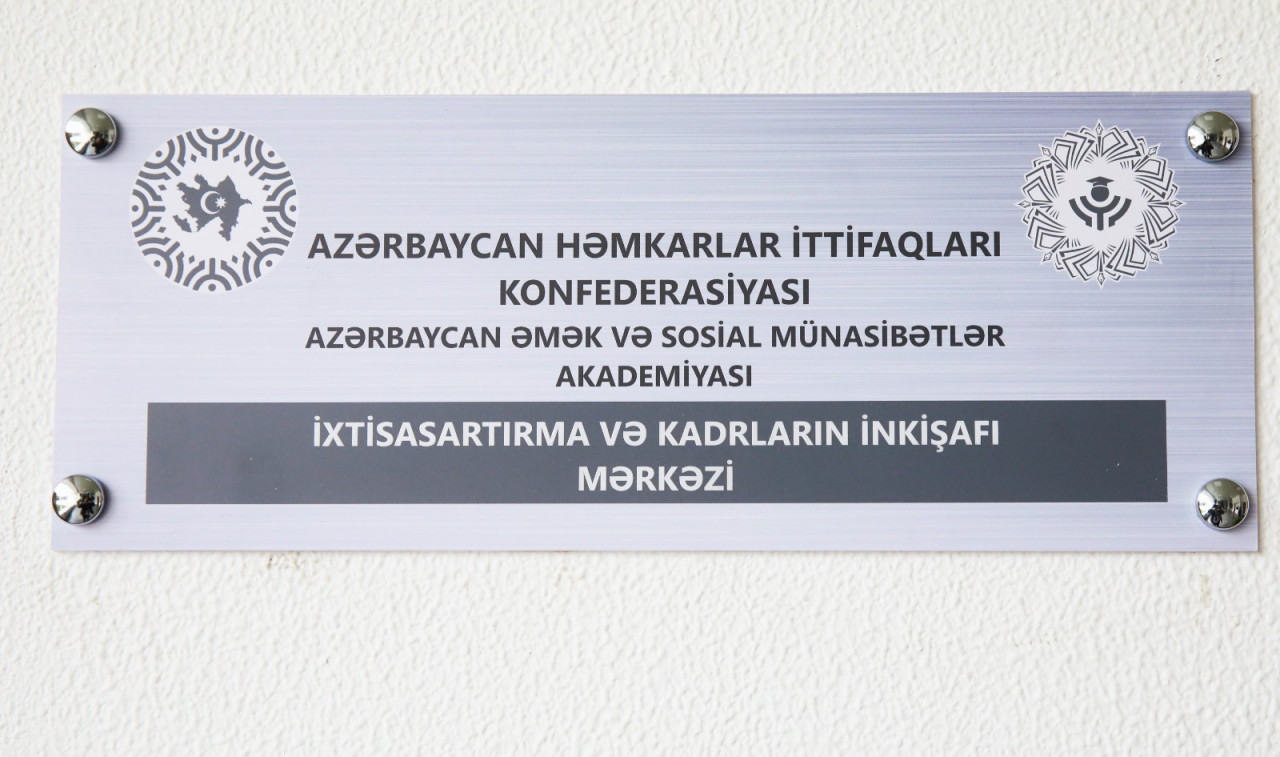 AZƏRBAYCAN HƏMKARLAR İTTİFAQLARI
KONFEDERASİYASI
AZƏRBAYCAN ƏMƏK VƏ SOSİAL MÜNASİBƏTLƏR
AKADEMİYASI
İXTİSASARTIRMA VƏ KADRLARIN İNKİŞAFI
MƏRKƏZİ